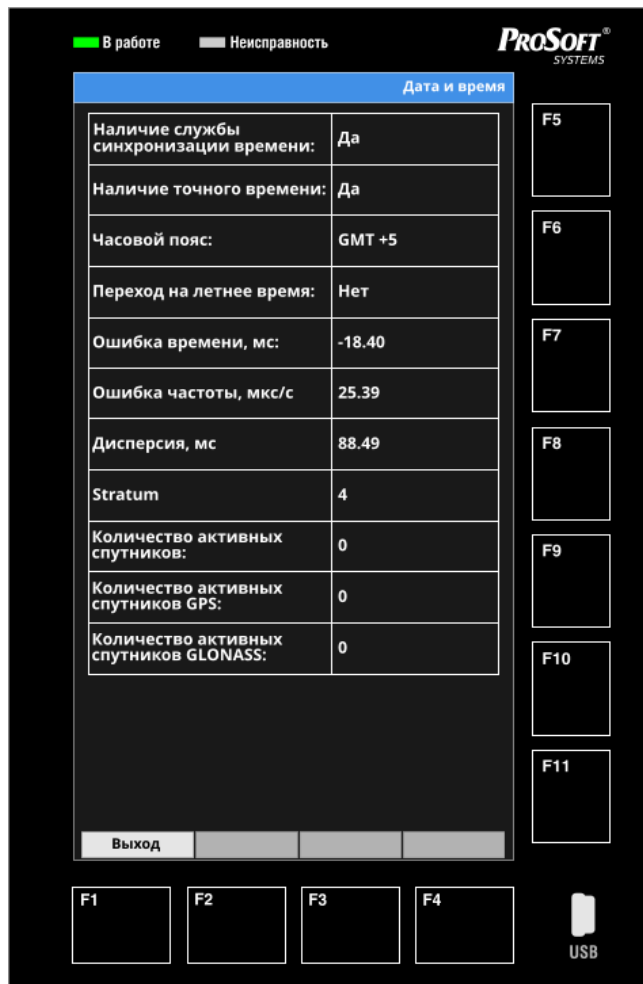 В работе
Неисправность
PROSOFT®
SYSTEMS
Дата и время
Наличие службы
синхронизации времени:
Да
Наличие точного времени:
Да
Часовой пояс:
GMT +5
Переход на летнее время:
Нет
Ошибка времени, мс:
-18.40
Ошибка частоты, мкс/с
25.39
Дисперсия, мс
88.49
Stratum
4
Количество активных
спутников:
0
Количество активных
спутников GPS:
0
Количество активных
спутников GLONASS:
0
Выход
F5
F6
F7
F8
F9
F10
F11
F1
F2
F3
F4
USB